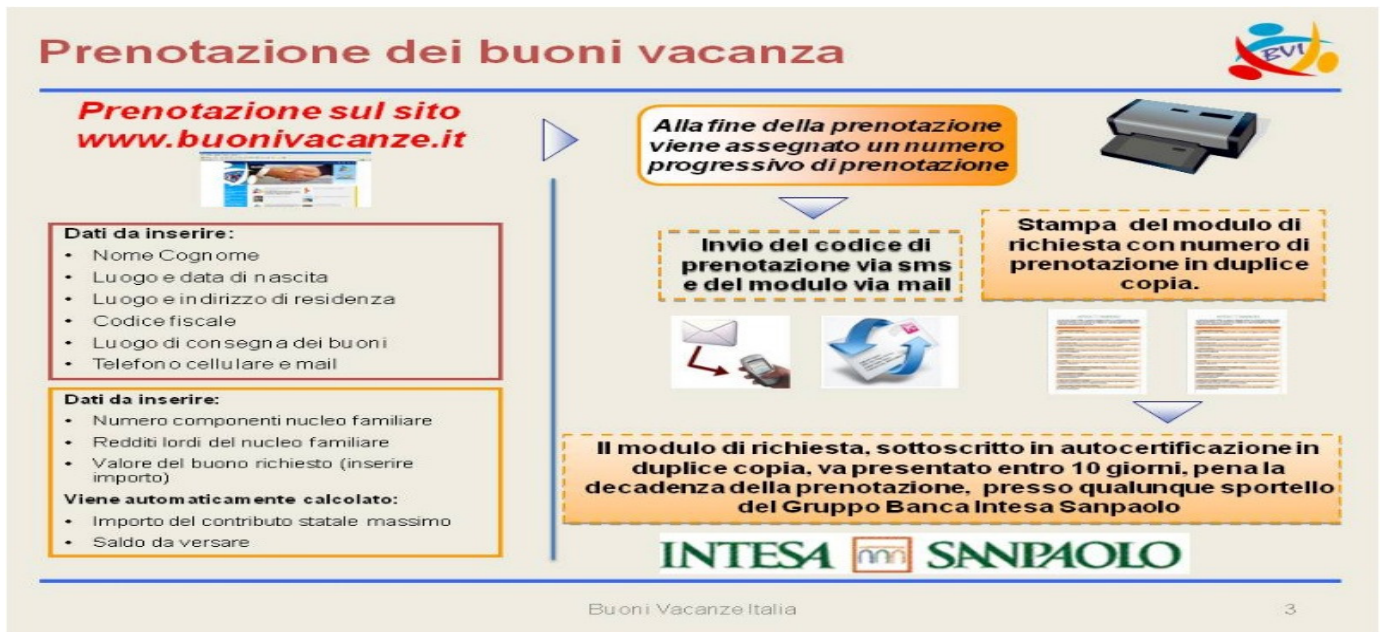 Prenotazione dei buoni vacanza
BVI
Prenotazione sul sito
www.buonivacanze.it
Dati da inserire:
• Nome Cognome
• Luogo e data di nascita
• Luogo e indirizzo di residenza
• Codice fiscale
• Luogo di consegna dei buoni
• Telefono cellulare e mail
Dati da inserire:
• Numero componenti nucleo familiare
• Redditi lordi del nucleo familiare
• Valore del buono richiesto (inserire
importo)
Viene automaticamente calcolato:
• Importo del contributo statale massimo
• Saldo da versare
Alla fine della prenotazione
viene assegnato un numero
progressivo di prenotazione
Invio del codice di
prenotazione via sms
e del modulo via mail
Stampa del modulo di
richiesta con numero di
prenotazione in duplice
copia.
Il modulo di richiesta, sottoscritto in autocertificazione in
duplice copia, va presentato entro 10 giorni, pena la
decadenza della prenotazione, presso qualunque sportello
del Gruppo Banca Intesa Sanpaolo
INTESA SANPAOLO
Buoni Vacanze Italia
3